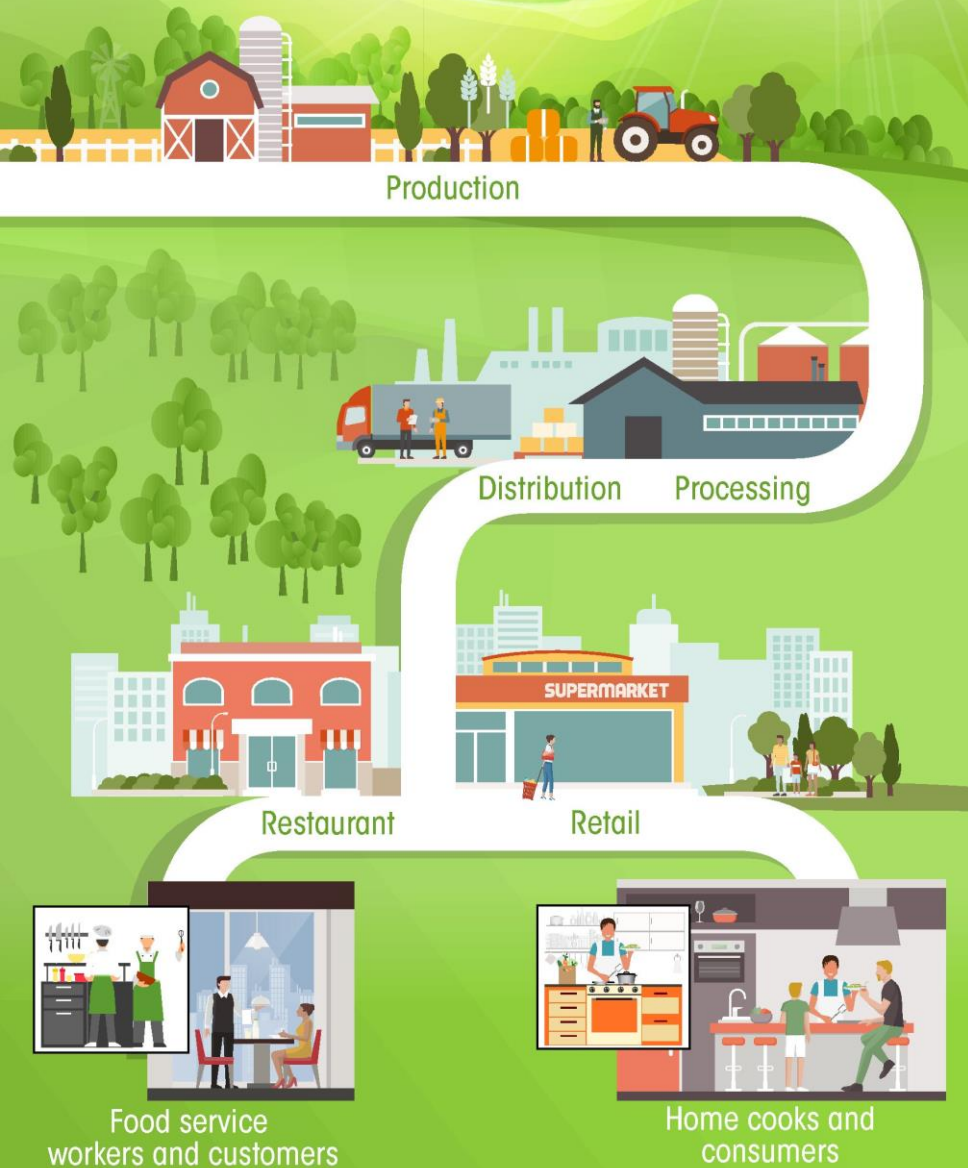 Production
Distribution
Processing
SUPERMARKET
Restaurant
Retail
Food service
workers and customers
Home cooks and
consumers